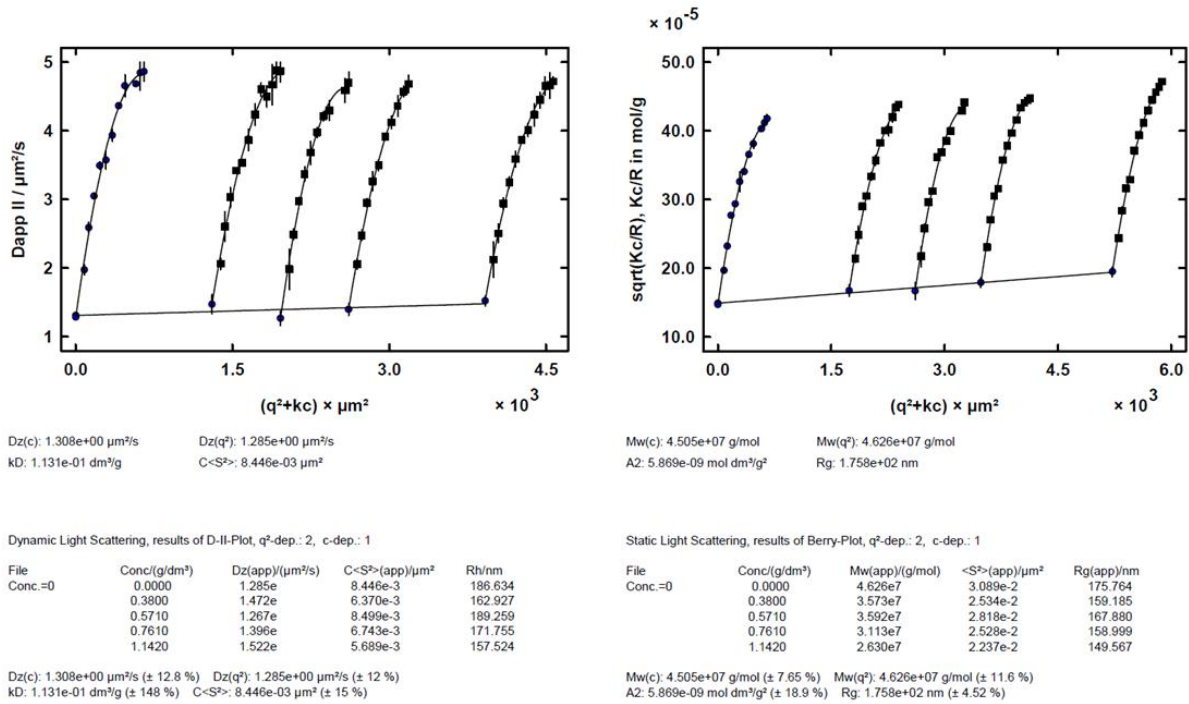 × 10⁻⁵
5
4
3
2
1
Dapp II / µm²/s
0.0 1.5 3.0 4.5
(q²+kc) × µm² × 10³
50.0
40.0
30.0
20.0
10.0
sqrt(Kc/R), Kc/R in mol/g
0.0 1.5 3.0 4.5 6.0
(q²+kc) × µm² × 10³
Dz(c): 1.308e+00 µm²/s Dz(q²): 1.285e+00 µm²/s
kD: 1.131e-01 dm³/g C<S²>: 8.446e-03 µm²
Mw(c): 4.505e+07 g/mol Mw(q²): 4.626e+07 g/mol
A2: 5.869e-09 mol dm³/g² Rg: 1.758e+02 nm
Dynamic Light Scattering, results of D-II-Plot, q²-dep.: 2, c-dep.: 1
File Conc/(g/dm³) Dz(app)/(µm²/s) C<S²>(app)/µm² Rh/nm
Conc.=0 0.0000 1.285e 8.446e-3 186.634
0.3800 1.472e 6.370e-3 162.927
0.5710 1.267e 8.499e-3 189.259
0.7610 1.396e 6.743e-3 171.755
1.1420 1.522e 5.689e-3 157.524
Dz(c): 1.308e+00 µm²/s (± 12.8 %) Dz(q²): 1.285e+00 µm²/s (± 12 %)
kD: 1.131e-01 dm³/g (± 148 %) C<S²>: 8.446e-03 µm² (± 15 %)
Static Light Scattering, results of Berry-Plot, q²-dep.: 2, c-dep.: 1
File Conc/(g/dm³) Mw(app)/(g/mol) <S²>(app)/µm² Rg(app)/nm
Conc.=0 0.0000 4.626e7 3.089e-2 175.764
0.3800 3.573e7 2.534e-2 159.185
0.5710 3.592e7 2.818e-2 167.880
0.7610 3.113e7 2.528e-2 158.999
1.1420 2.630e7 2.237e-2 149.567
Mw(c): 4.505e+07 g/mol (± 7.65 %) Mw(q²): 4.626e+07 g/mol (± 11.6 %)
A2: 5.869e-09 mol dm³/g² (± 18.9 %) Rg: 1.758e+02 nm (± 4.52 %)